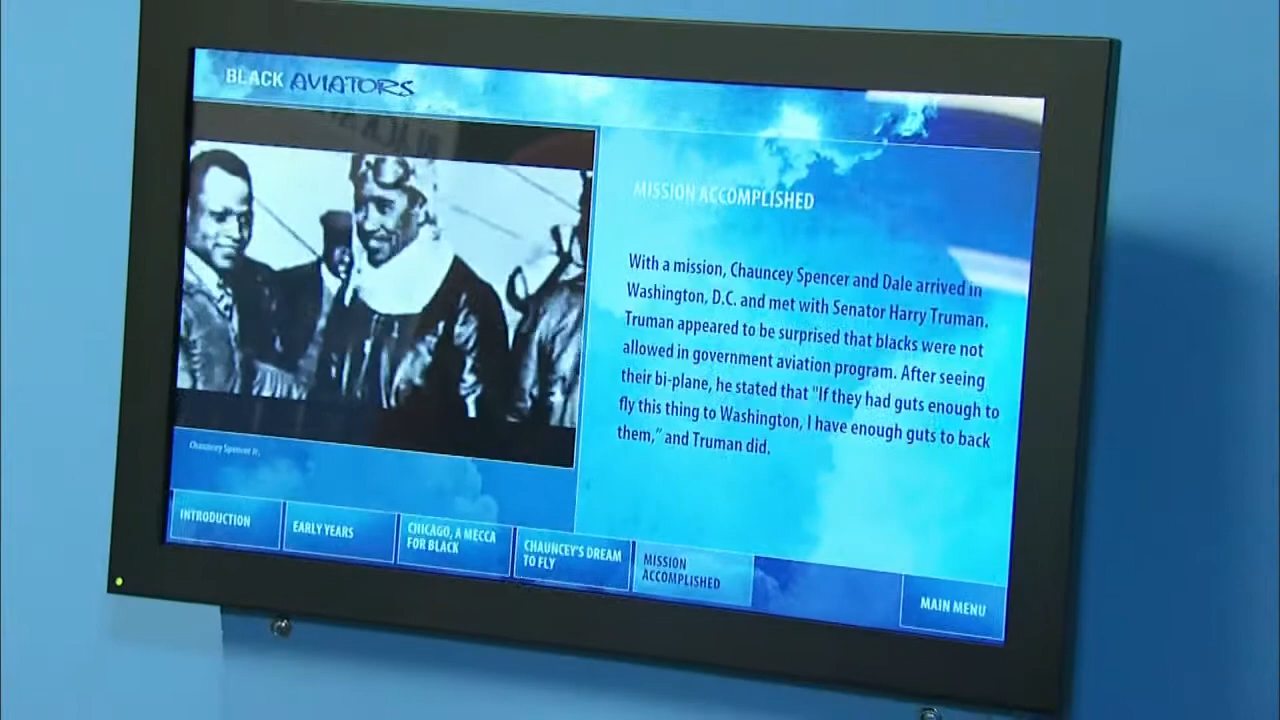 BLACK AVIATORS
MISSION ACCOMPLISHED
With a mission, Chauncey Spencer and Dale arrived in
Washington, D.C. and met with Senator Harry Truman.
Truman appeared to be surprised that blacks were not
allowed in government aviation program. After seeing
their bi-plane, he stated that "If they had guts enough to
fly this thing to Washington, I have enough guts to back
them,” and Truman did.
Chauncey Spencer Jr.
INTRODUCTION
EARLY YEARS
CHICAGO, A MECCA
FOR BLACK
CHAUNCEY'S DREAM
TO FLY
MISSION
ACCOMPLISHED
MAIN MENU